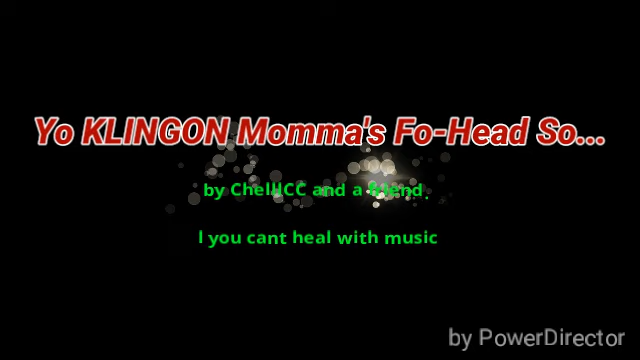 Yo KLINGON Momma's Fo-Head So...
by ChellICC and a friend.
I you cant heal with music
by PowerDirector